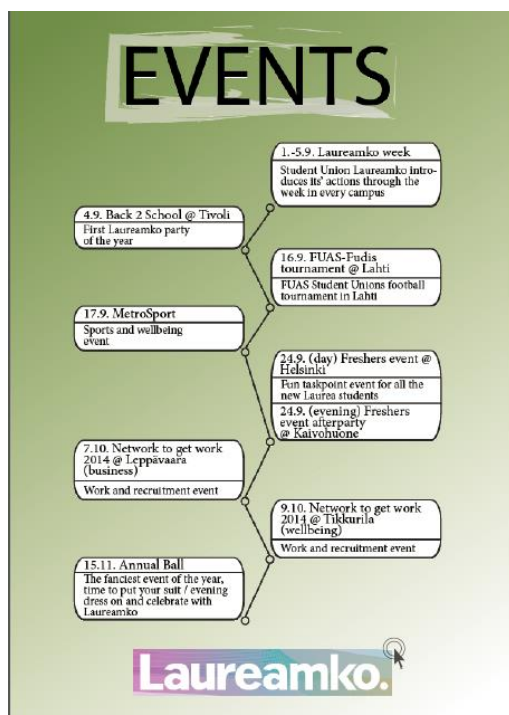 EVENTS
1.-5.9. Laureamko week
Student Union Laureamko intro-
duces its' actions through the
week in every campus
4.9. Back 2 School @ Tivoli
First Laureamko party
of the year
16.9. FUAS-Fudis
tournament @ Lahti
FUAS Student Unions football
tournament in Lahti
17.9. MetroSport
Sports and wellbeing
event
24.9. (day) Freshers event @
Helsinki
Fun taskpoint event for all the
new Laurea students
24.9. (evening) Freshers
event afterparty
@ Kaivohuone
7.10. Network to get work
2014 @ Leppävaara
(business)
Work and recruitment event
9.10. Network to get work
2014 @ Tikkurila
(wellbeing)
Work and recruitment event
15.11. Annual Ball
The fanciest event of the year,
time to put your suit / evening
dress on and celebrate with
Laureamko
Laureamko.